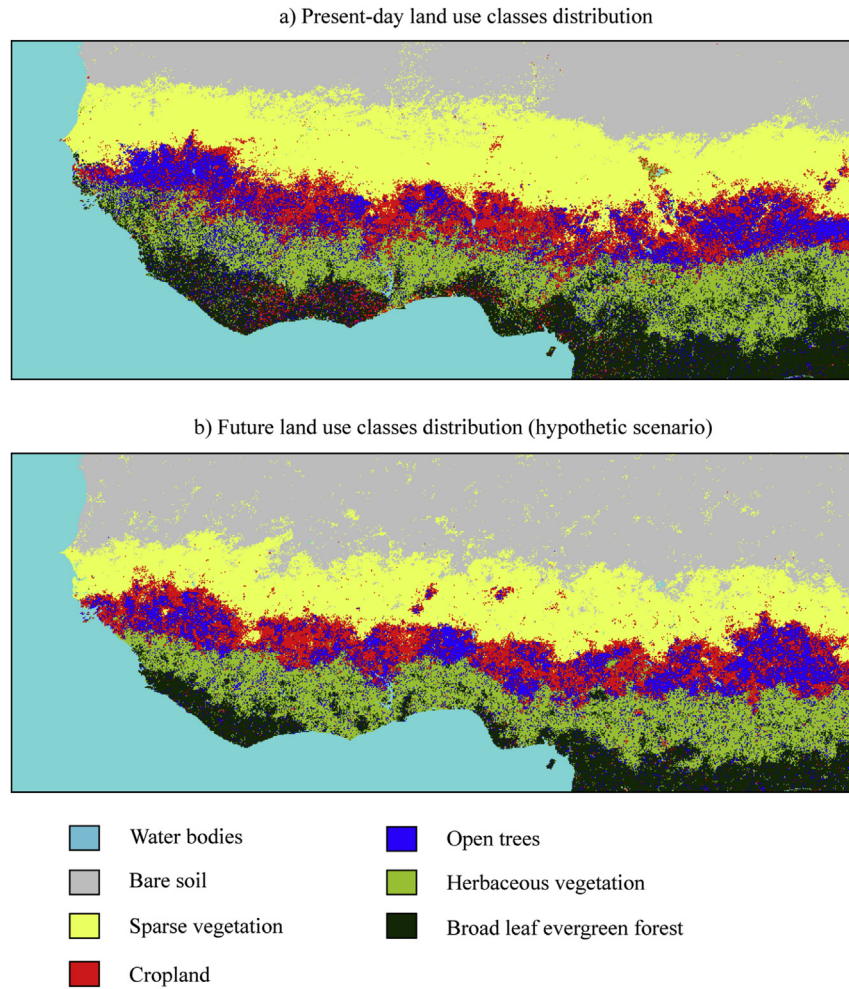 a) Present-day land use classes distribution
b) Future land use classes distribution (hypothetic scenario)
Water bodies
Bare soil
Sparse vegetation
Cropland
Open trees
Herbaceous vegetation
Broad leaf evergreen forest